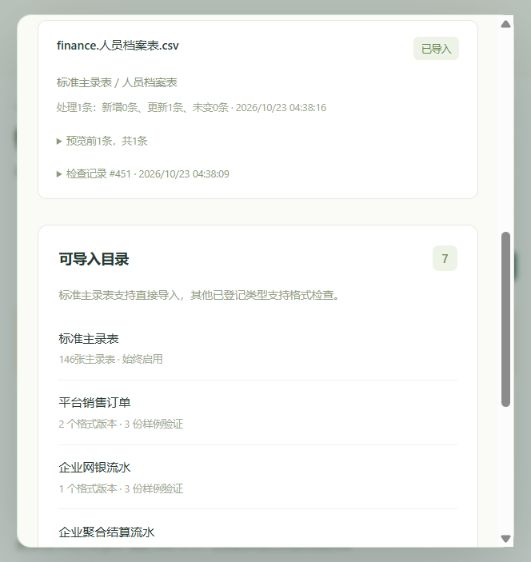 finance.人员档案表.csv
已导入
标准主录表 / 人员档案表
处理1条：新增0条、更新1条、未变0条 · 2026/10/23 04:38:16
▶ 预览前1条，共1条
▶ 检查记录 #451 · 2026/10/23 04:38:09
可导入目录
7
标准主录表支持直接导入，其他已登记类型支持格式检查。
标准主录表
146张主录表 · 始终启用
平台销售订单
2 个格式版本 · 3 份样例验证
企业网银流水
1 个格式版本 · 3 份样例验证
企业聚合结算流水